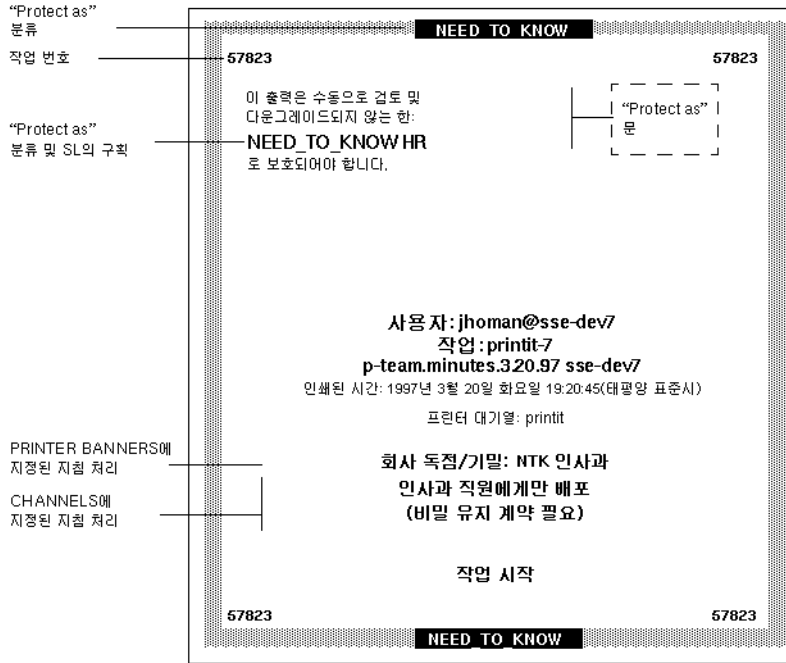 "Protect as"
분류
NEED TO KNOW
작업 번호
57823
57823
이 출력은 수동으로 검토 및
다운그레이드되지 않는 한:
"Protect as"
문
"Protect as"
분류 및 SL의 구획
NEED_TO_KNOW HR
로 보호되어야 합니다.
사용자: jhoman@sse-dev7
작업: printit-7
p-team.minutes.3.20.97 sse-dev7
인쇄된 시간: 1997년 3월 20일 화요일 19:20:45(태평양 표준시)
프린터 대기열: printit
PRINTER BANNERS에
지정된 지침 처리
회사 독점/기밀: NTK 인사과
CHANNELS에
지정된 지침 처리
인사과 직원에게만 배포
(비밀 유지 계약 필요)
작업 시작
57823
57823
NEED_TO_KNOW